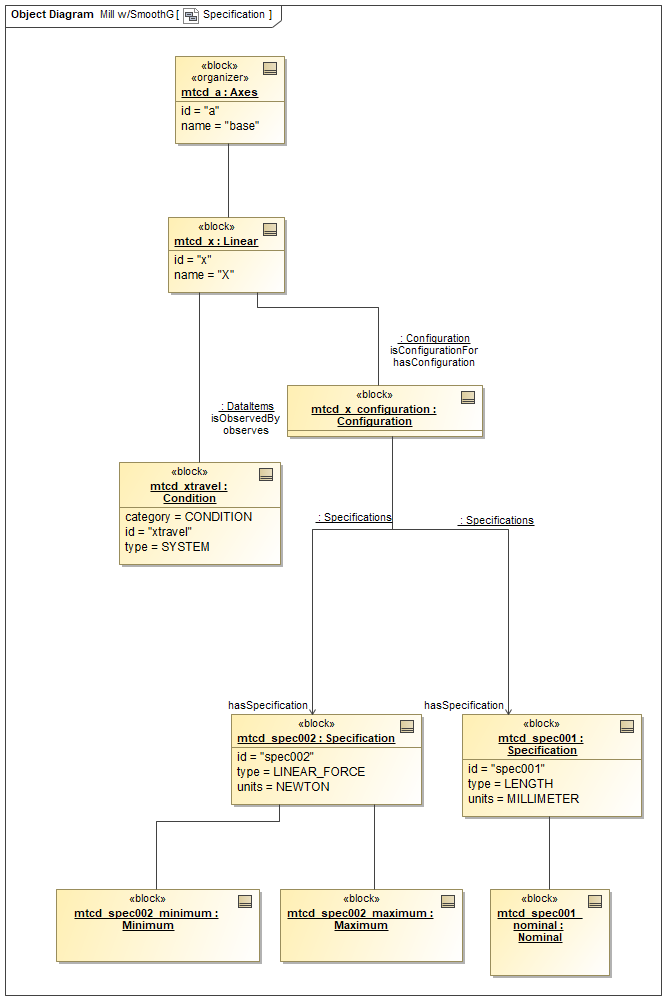 Object Diagram Mill w/SmoothG [ Specification ]
«block»
«organizer»
mtcd_a : Axes
id = "a"
name = "base"
«block»
mtcd_x : Linear
id = "x"
name = "X"
: Configuration
isConfigurationFor
hasConfiguration
«block»
mtcd_x_configuration :
Configuration
: DataItems
isObservedBy
observes
«block»
mtcd_xtravel :
Condition
category = CONDITION
id = "xtravel"
type = SYSTEM
: Specifications
: Specifications
hasSpecification
hasSpecification
«block»
mtcd_spec002 : Specification
id = "spec002"
type = LINEAR_FORCE
units = NEWTON
«block»
mtcd_spec001 :
Specification
id = "spec001"
type = LENGTH
units = MILLIMETER
«block»
mtcd_spec002_minimum :
Minimum
«block»
mtcd_spec002_maximum :
Maximum
«block»
mtcd_spec001_
nominal :
Nominal